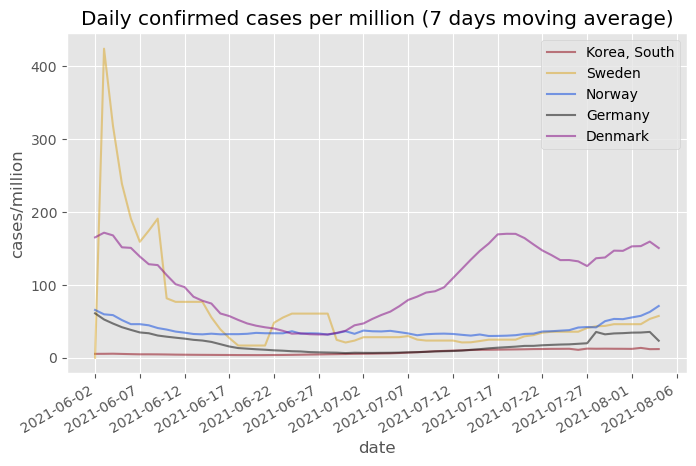 Daily confirmed cases per million (7 days moving average)
Korea, South
Sweden
Norway
Germany
Denmark
400
300
200
100
0
cases/million
2021-06-02
2021-06-07
2021-06-12
2021-06-17
2021-06-22
2021-06-27
2021-07-02
2021-07-07
2021-07-12
2021-07-17
2021-07-22
2021-07-27
2021-08-01
2021-08-06
date